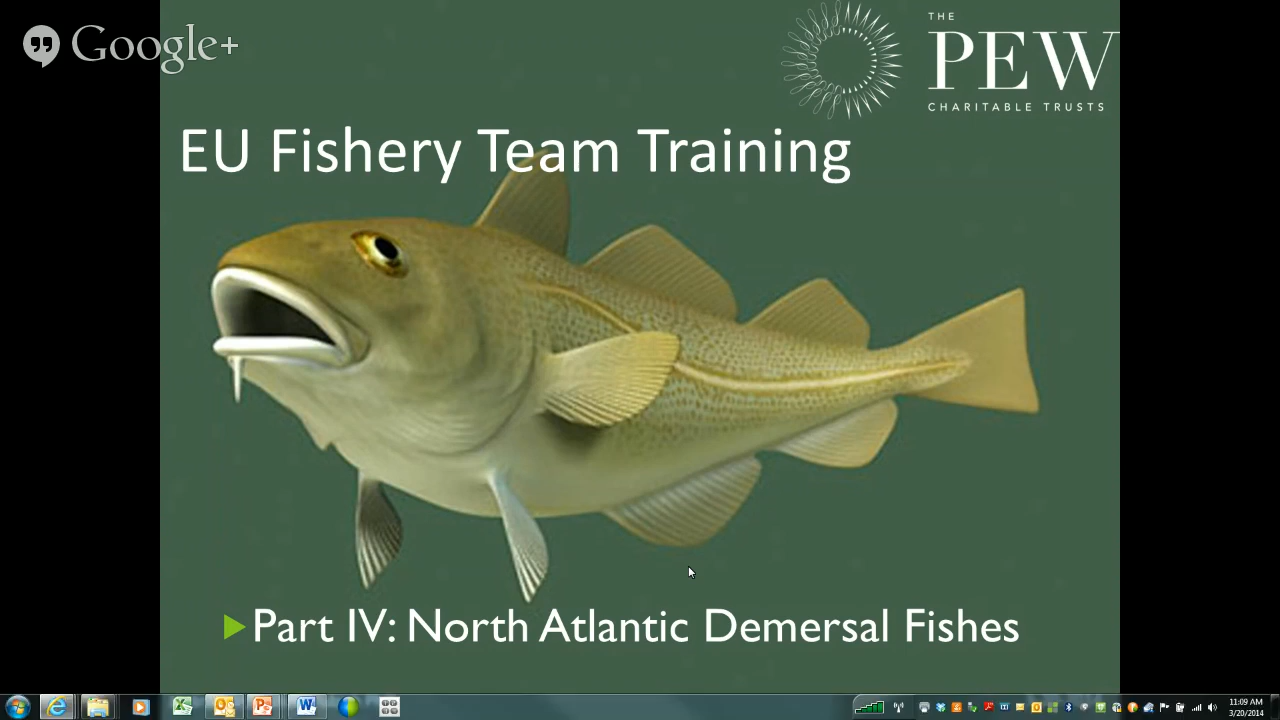 Google+
THE
PEW
CHARITABLE TRUSTS
EU Fishery Team Training
Part IV: North Atlantic Demersal Fishes
11:09 AM
3/20/2014